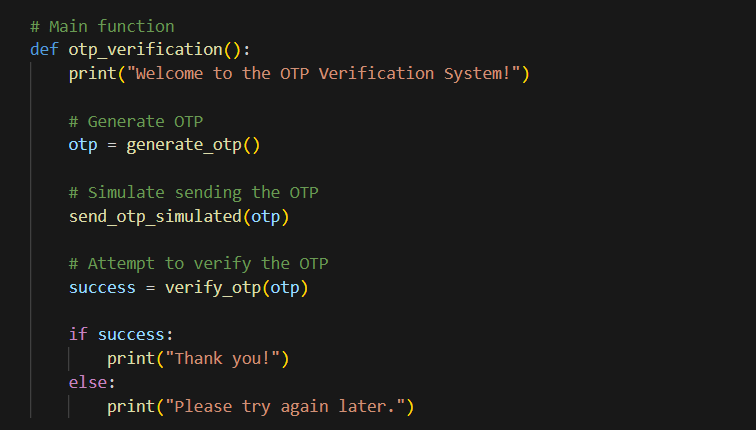 # Main function
def otp_verification():
    print("Welcome to the OTP Verification System!")

    # Generate OTP
    otp = generate_otp()

    # Simulate sending the OTP
    send_otp_simulated(otp)

    # Attempt to verify the OTP
    success = verify_otp(otp)

    if success:
        print("Thank you!")
    else:
        print("Please try again later.")